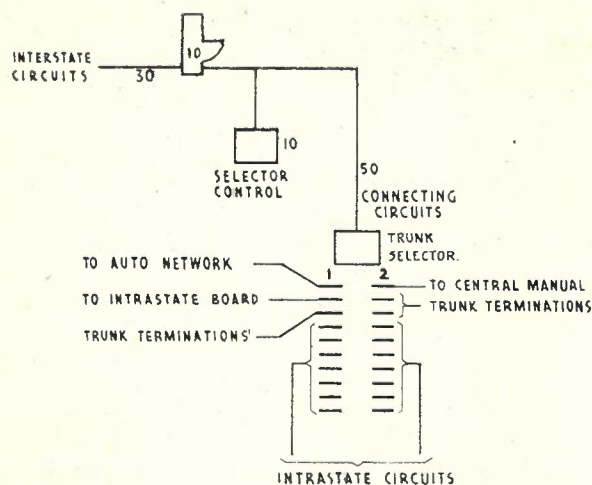 10
INTERSTATE
CIRCUITS
30
10
SELECTOR
CONTROL
50
CONNECTING
CIRCUITS
TRUNK
SELECTOR.
1 2
TO AUTO NETWORK
TO CENTRAL MANUAL
TO INTRASTATE BOARD
TRUNK TERMINATIONS
TRUNK TERMINATIONS'
INTRASTATE CIRCUITS